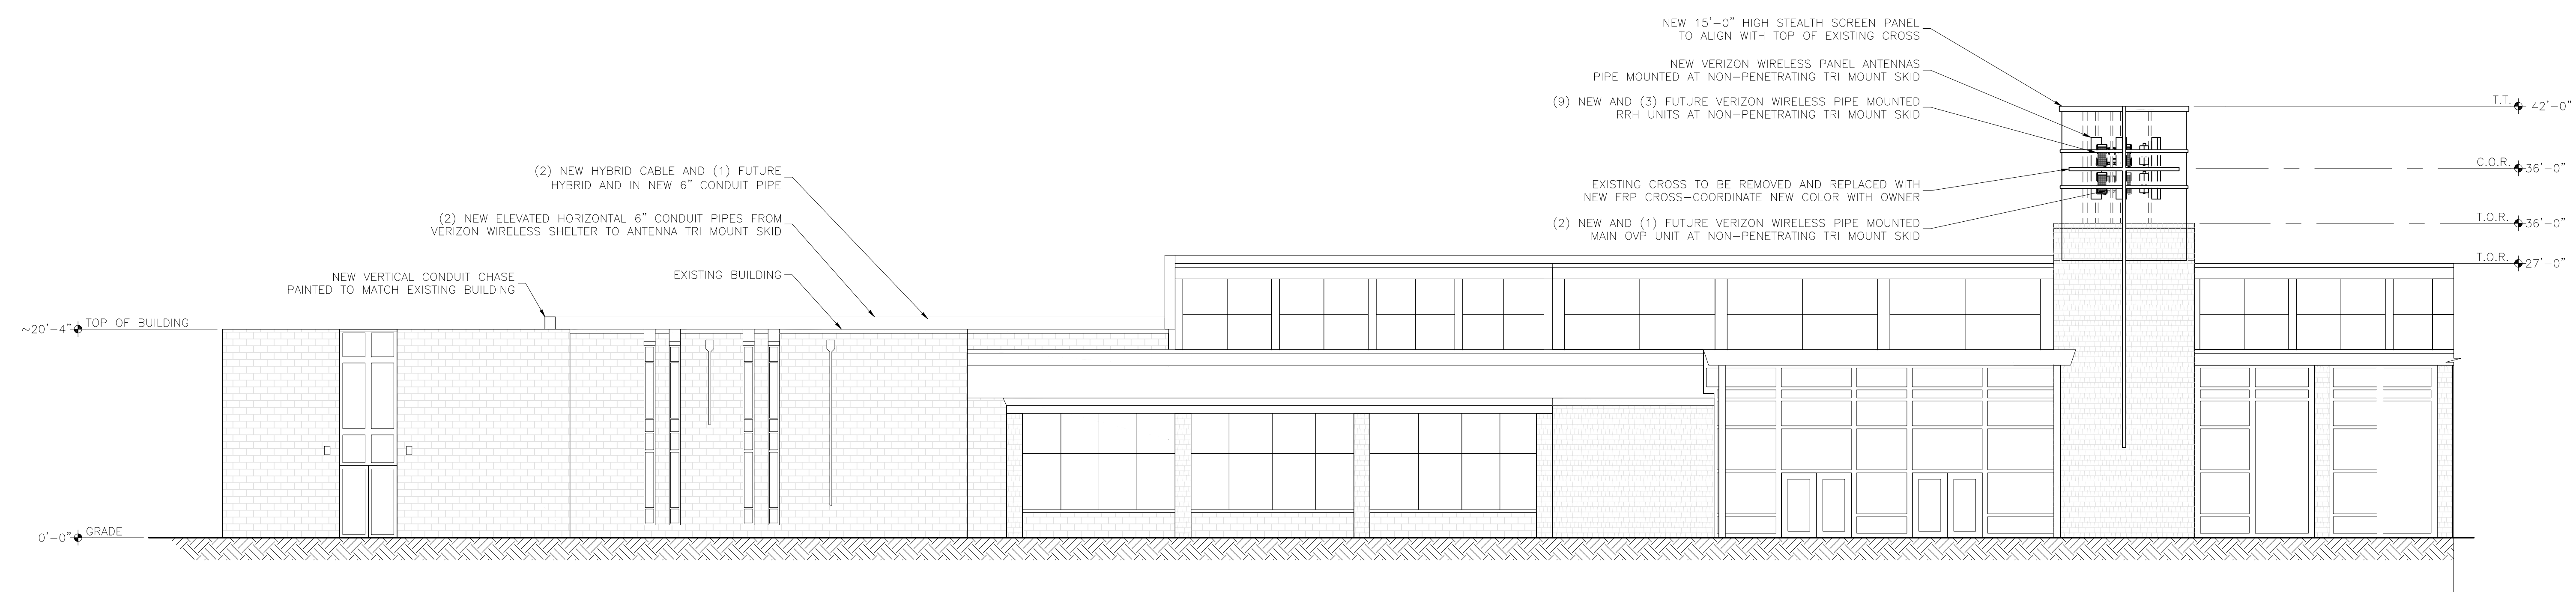 NEW 15'-0" HIGH STEALTH SCREEN PANEL
TO ALIGN WITH TOP OF EXISTING CROSS
NEW VERIZON WIRELESS PANEL ANTENNAS
PIPE MOUNTED AT NON-PENETRATING TRI MOUNT SKID
(9) NEW AND (3) FUTURE VERIZON WIRELESS PIPE MOUNTED
RRH UNITS AT NON-PENETRATING TRI MOUNT SKID
T.T. 42'-0"
(2) NEW HYBRID CABLE AND (1) FUTURE
HYBRID AND IN NEW 6" CONDUIT PIPE
C.O.R. 36'-0"
EXISTING CROSS TO BE REMOVED AND REPLACED WITH
NEW FRP CROSS-COORDINATE NEW COLOR WITH OWNER
(2) NEW ELEVATED HORIZONTAL 6" CONDUIT PIPES FROM
VERIZON WIRELESS SHELTER TO ANTENNA TRI MOUNT SKID
(2) NEW AND (1) FUTURE VERIZON WIRELESS PIPE MOUNTED
MAIN OVP UNIT AT NON-PENETRATING TRI MOUNT SKID
T.O.R. 36'-0"
T.O.R. 27'-0"
NEW VERTICAL CONDUIT CHASE
PAINTED TO MATCH EXISTING BUILDING
EXISTING BUILDING
~20'-4" TOP OF BUILDING
0'-0" GRADE